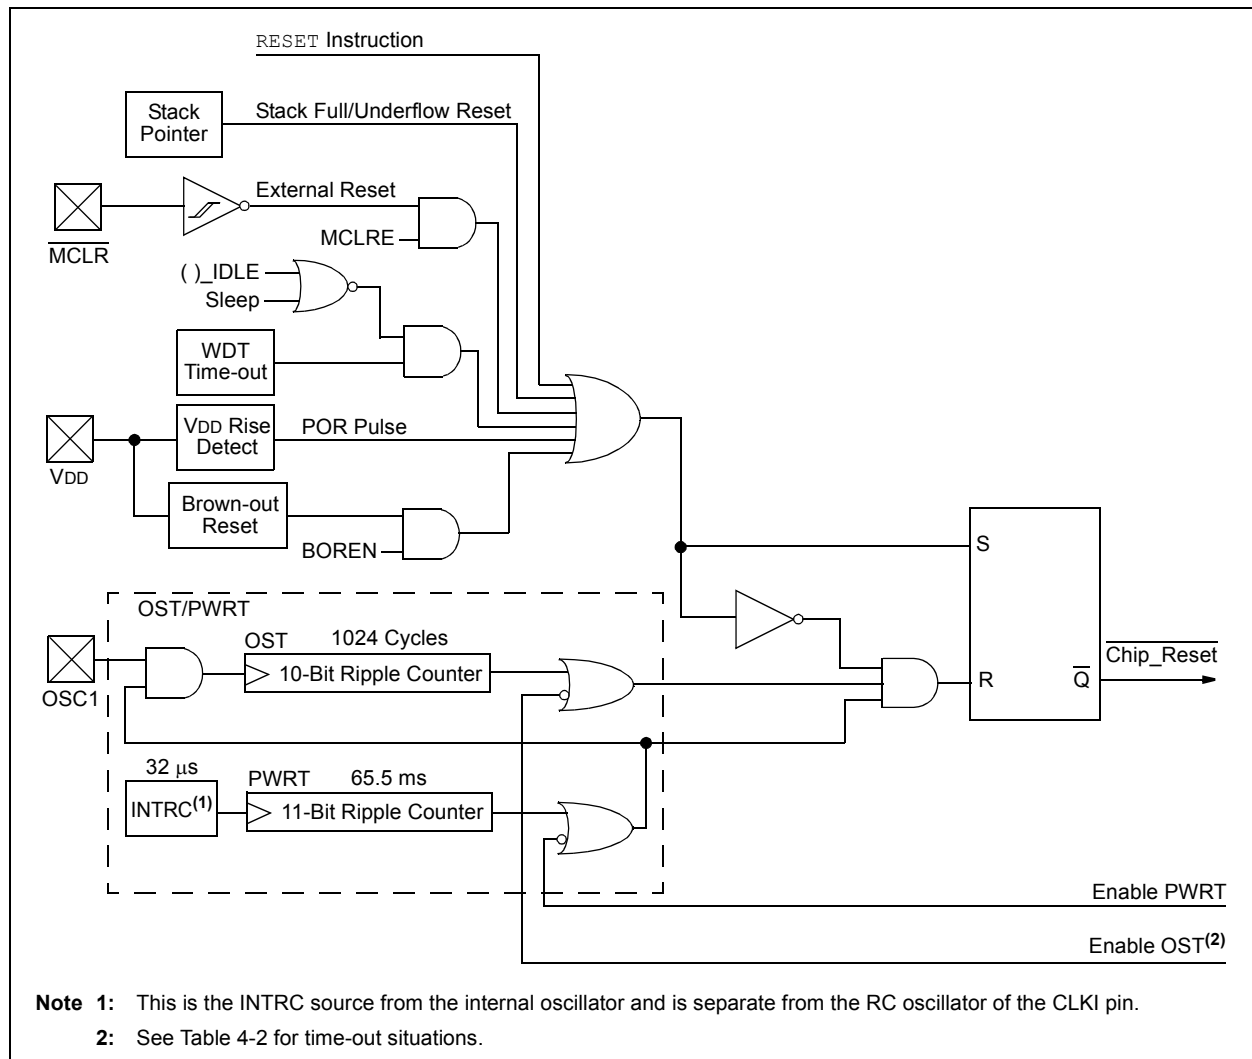 RESET Instruction
Stack
Pointer
Stack Full/Underflow Reset
External Reset
MCLR
MCLRE
( )_IDLE
Sleep
WDT
Time-out
VDD Rise
Detect
POR Pulse
VDD
Brown-out
Reset
BOREN
S
OST/PWRT
OST
1024 Cycles
10-Bit Ripple Counter
OSC1
R
Q
Chip_Reset
32 μs
INTRC(1)
PWRT
65.5 ms
11-Bit Ripple Counter
Enable PWRT
Enable OST(2)
Note 1: This is the INTRC source from the internal oscillator and is separate from the RC oscillator of the CLKI pin.
2: See Table 4-2 for time-out situations.